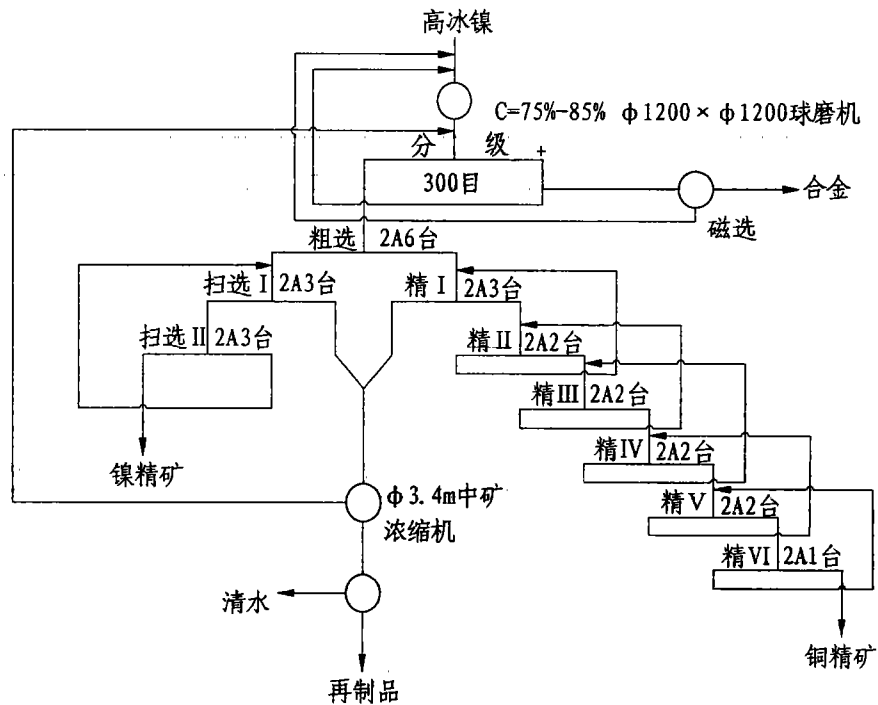 高冰镍
C=75%-85% φ1200×φ1200球磨机
分 级 +
300目
合金
磁选
粗选 2A6台
扫选Ⅰ 2A3台
精Ⅰ 2A3台
扫选Ⅱ 2A3台
精Ⅱ 2A2台
精Ⅲ 2A2台
精Ⅳ 2A2台
镍精矿
φ3.4m中矿
浓缩机
精Ⅴ 2A2台
精Ⅵ 2A1台
清水
铜精矿
再制品